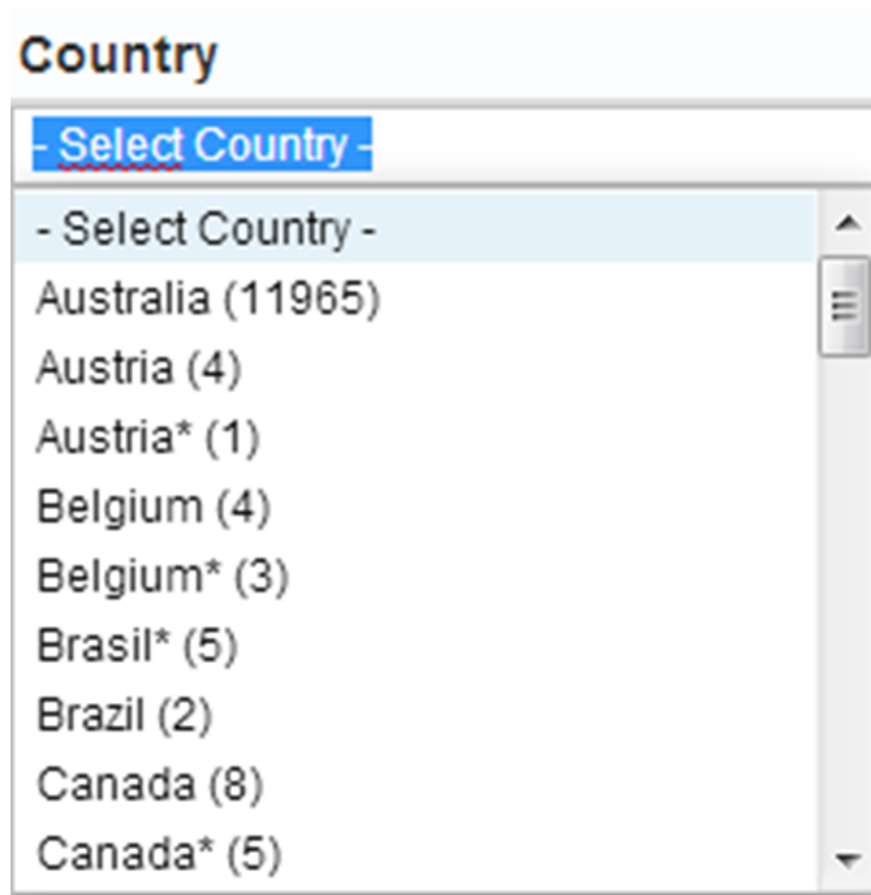 Country
- Select Country -
- Select Country -
Australia (11965)
Austria (4)
Austria* (1)
Belgium (4)
Belgium* (3)
Brasil* (5)
Brazil (2)
Canada (8)
Canada* (5)